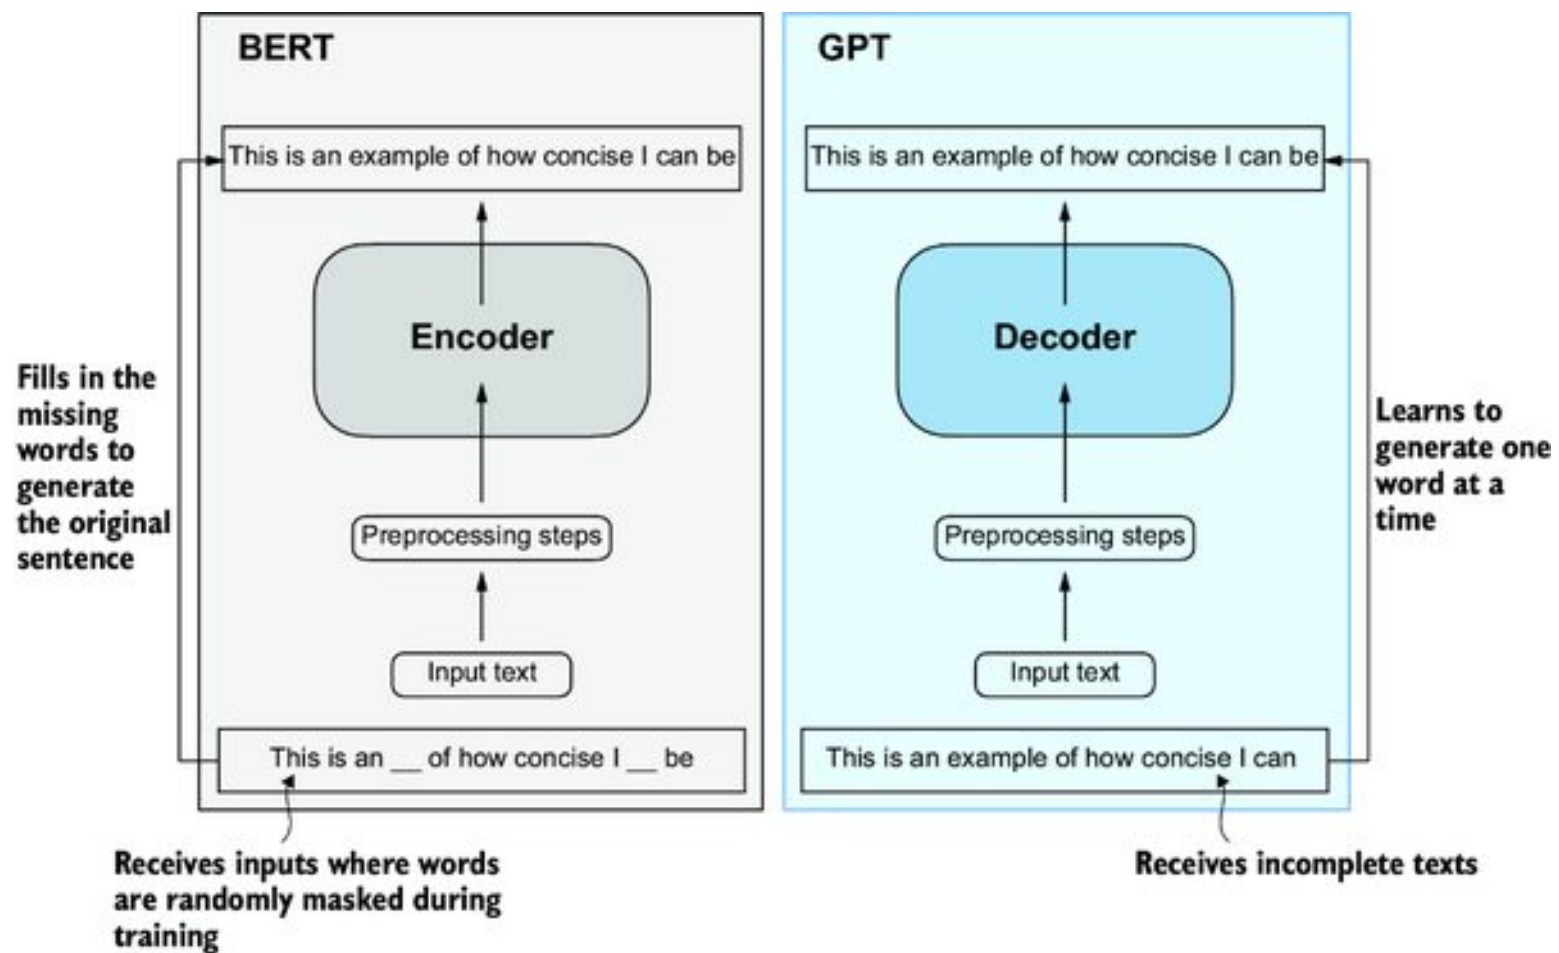 BERT
This is an example of how concise I can be
Encoder
Preprocessing steps
Input text
This is an __ of how concise I __ be
Fills in the
missing
words to
generate
the original
sentence
Receives inputs where words
are randomly masked during
training
GPT
This is an example of how concise I can be
Decoder
Preprocessing steps
Input text
This is an example of how concise I can
Learns to
generate one
word at a
time
Receives incomplete texts